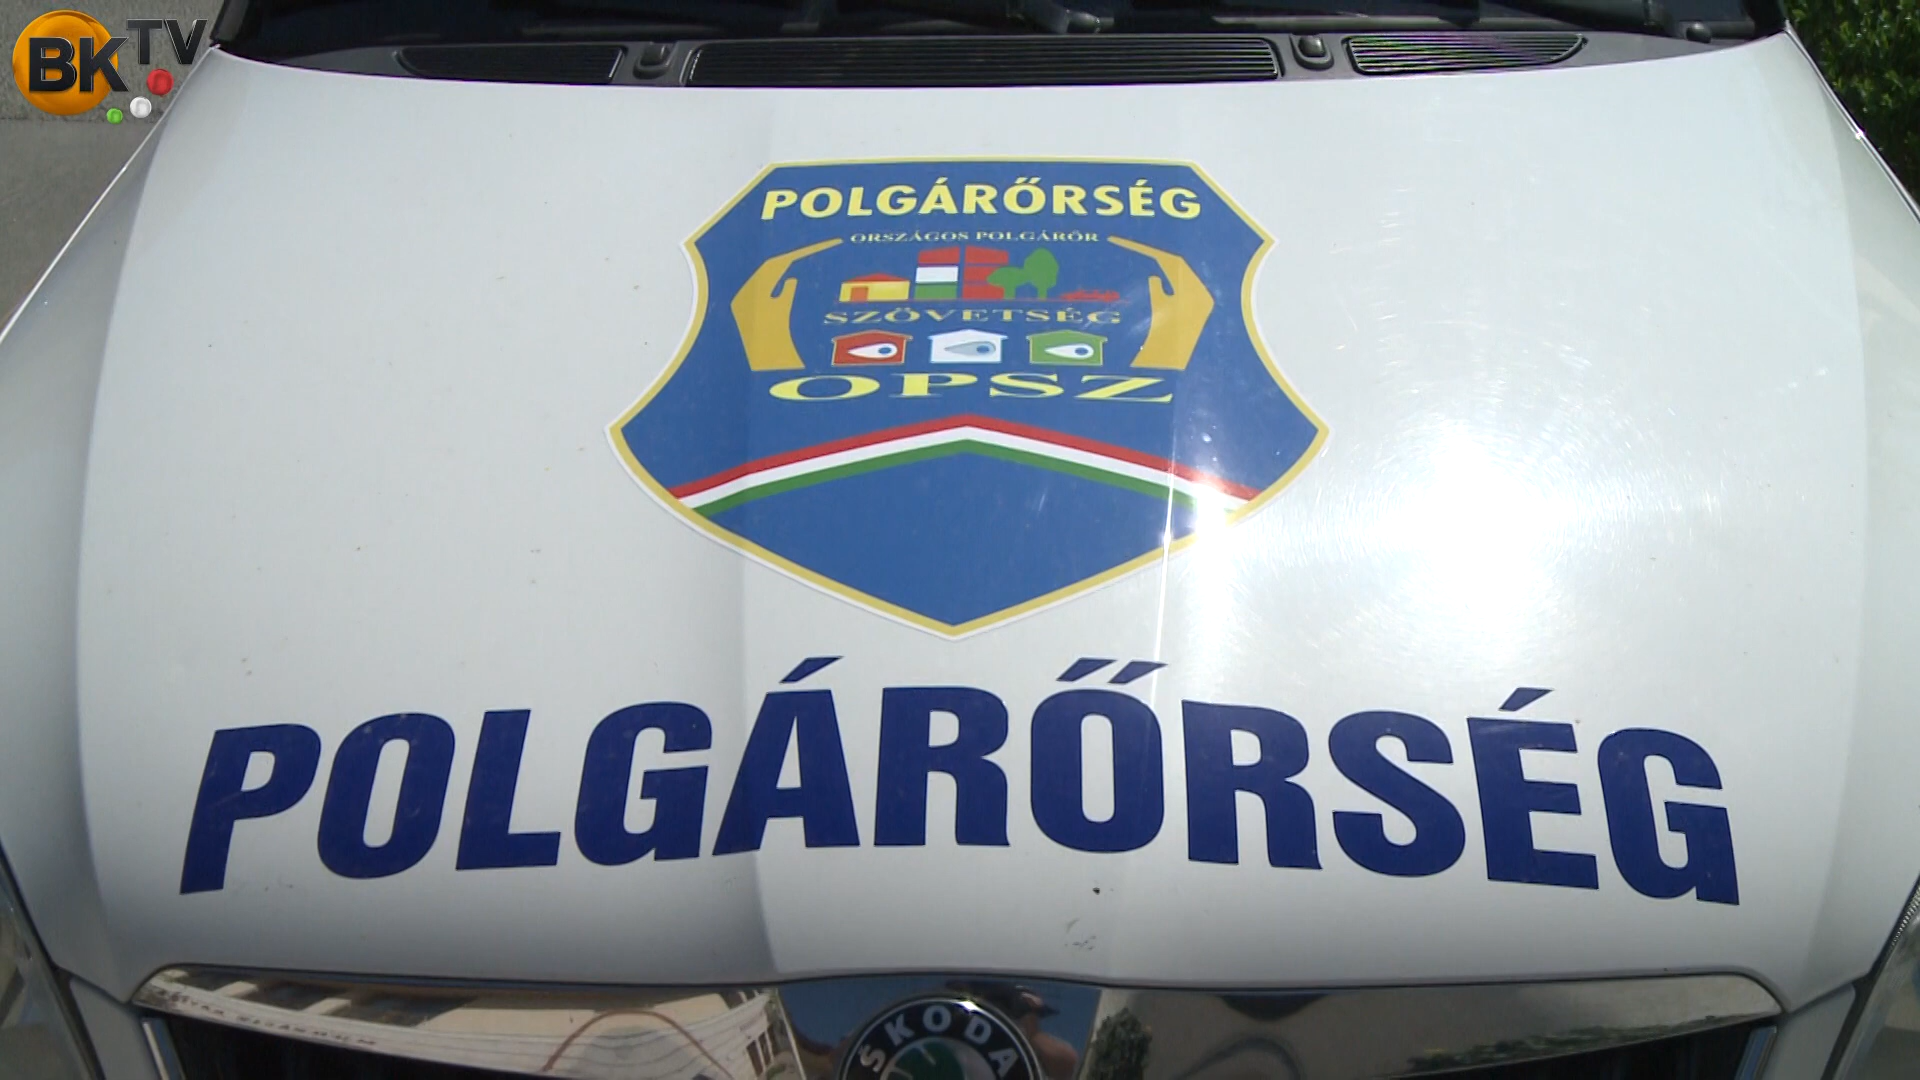 BKTV
POLGÁRŐRSÉG
ORSZÁGOS POLGÁRŐR
SZÖVETSÉG
OPSZ
POLGÁRŐRSÉG
ŠKODA